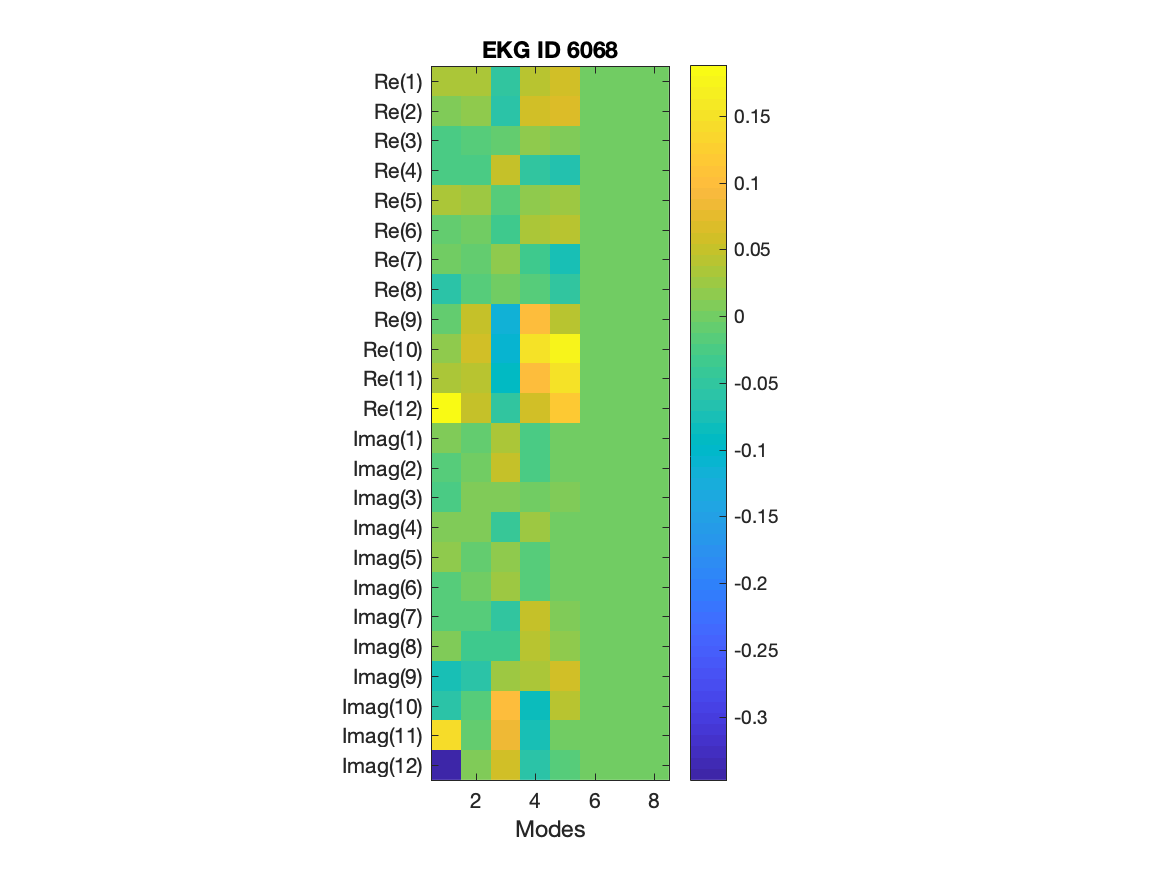 EKG ID 6068
Re(1)
Re(2)
Re(3)
Re(4)
Re(5)
Re(6)
Re(7)
Re(8)
Re(9)
Re(10)
Re(11)
Re(12)
Imag(1)
Imag(2)
Imag(3)
Imag(4)
Imag(5)
Imag(6)
Imag(7)
Imag(8)
Imag(9)
Imag(10)
Imag(11)
Imag(12)
2 4 6 8
Modes
0.15
0.1
0.05
0
-0.05
-0.1
-0.15
-0.2
-0.25
-0.3